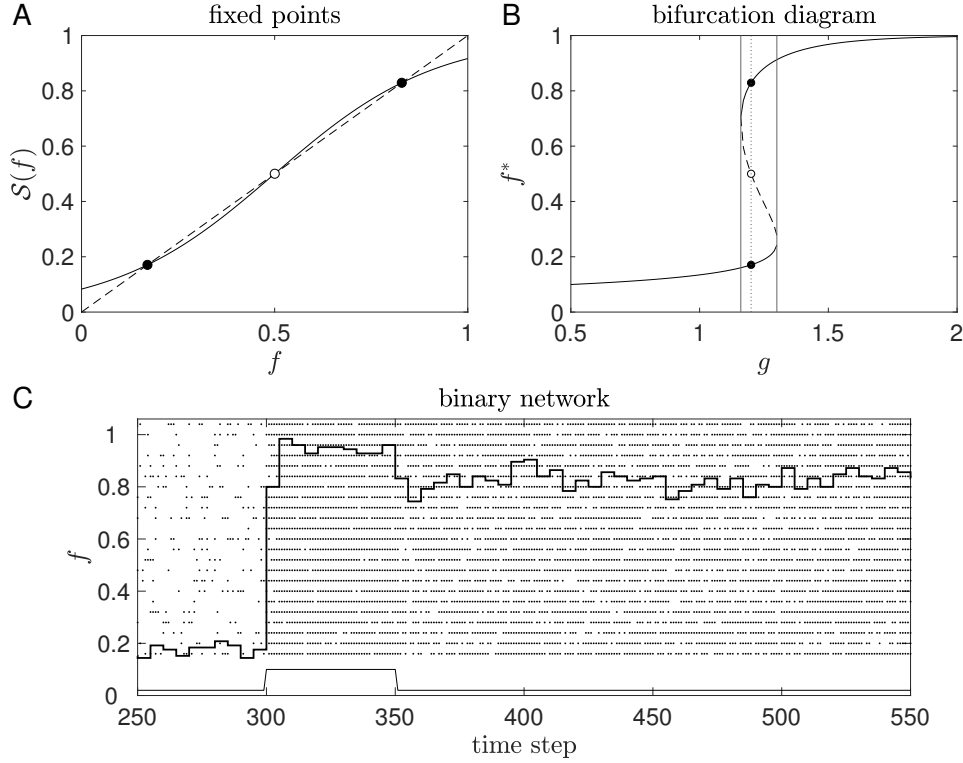 A
fixed points
1
0.8
0.6
0.4
0.2
0
S(f)
0 0.5 1
f
B
bifurcation diagram
1
0.8
0.6
0.4
0.2
0
f*
0.5 1 1.5 2
g
C
binary network
1
0.8
0.6
0.4
0.2
0
f
250 300 350 400 450 500 550
time step